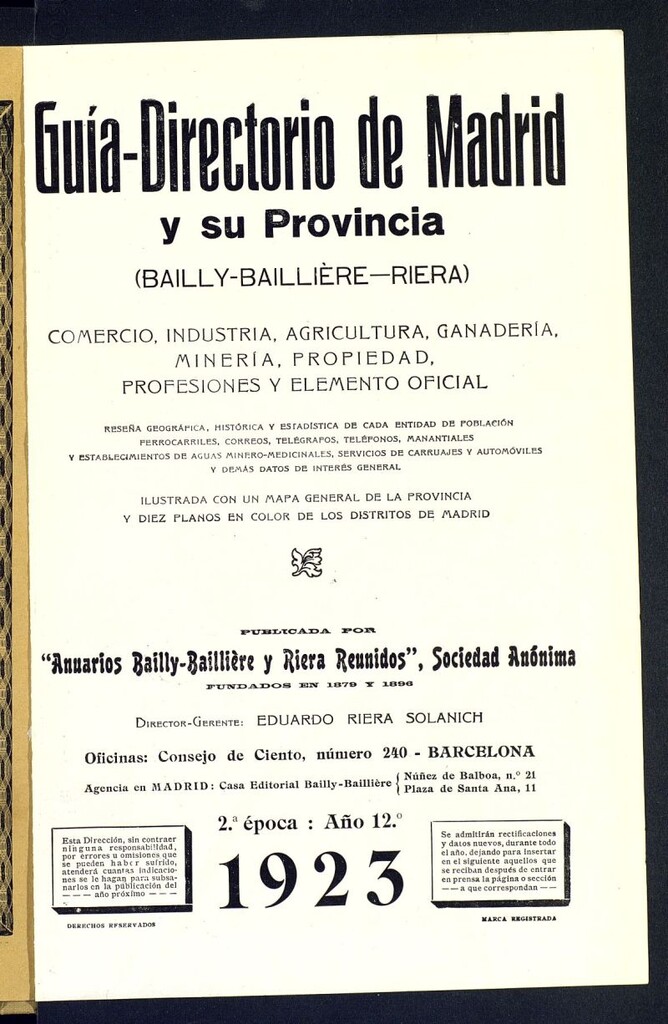 Guía-Directorio de Madrid
y su Provincia
(BAILLY-BAILLIÈRE—RIERA)
COMERCIO, INDUSTRIA, AGRICULTURA, GANADERÍA,
MINERÍA, PROPIEDAD,
PROFESIONES Y ELEMENTO OFICIAL
RESEÑA GEOGRÁFICA, HISTÓRICA Y ESTADÍSTICA DE CADA ENTIDAD DE POBLACIÓN
FERROCARRILES, CORREOS, TELÉGRAFOS, TELÉFONOS, MANANTIALES
Y ESTABLECIMIENTOS DE AGUAS MINERO-MEDICINALES, SERVICIOS DE CARRUAJES Y AUTOMÓVILES
Y DEMÁS DATOS DE INTERÉS GENERAL
ILUSTRADA CON UN MAPA GENERAL DE LA PROVINCIA
Y DIEZ PLANOS EN COLOR DE LOS DISTRITOS DE MADRID
PUBLICADA POR
"Anuarios Bailly-Baillière y Riera Reunidos", Sociedad Anónima
FUNDADOS EN 1879 Y 1896
DIRECTOR-GERENTE: EDUARDO RIERA SOLANICH
Oficinas: Consejo de Ciento, número 240 - BARCELONA
Agencia en MADRID: Casa Editorial Bailly-Baillière { Núñez de Balboa, n.° 21
Plaza de Santa Ana, 11
2.ª época : Año 12.°
1923
Esta Dirección, sin contraer
ninguna responsabilidad,
por errores u omisiones que
se pueden haber sufrido,
atenderá cuantas indicacio-
nes se le hagan para subsa-
narlos en la publicación del
— — — año próximo — — —
DERECHOS RESERVADOS
Se admitirán rectificaciones
y datos nuevos, durante todo
el año, dejando para insertar
en el siguiente aquellos que
se reciban después de entrar
en prensa la página o sección
— — a que correspondan — —
MARCA REGISTRADA